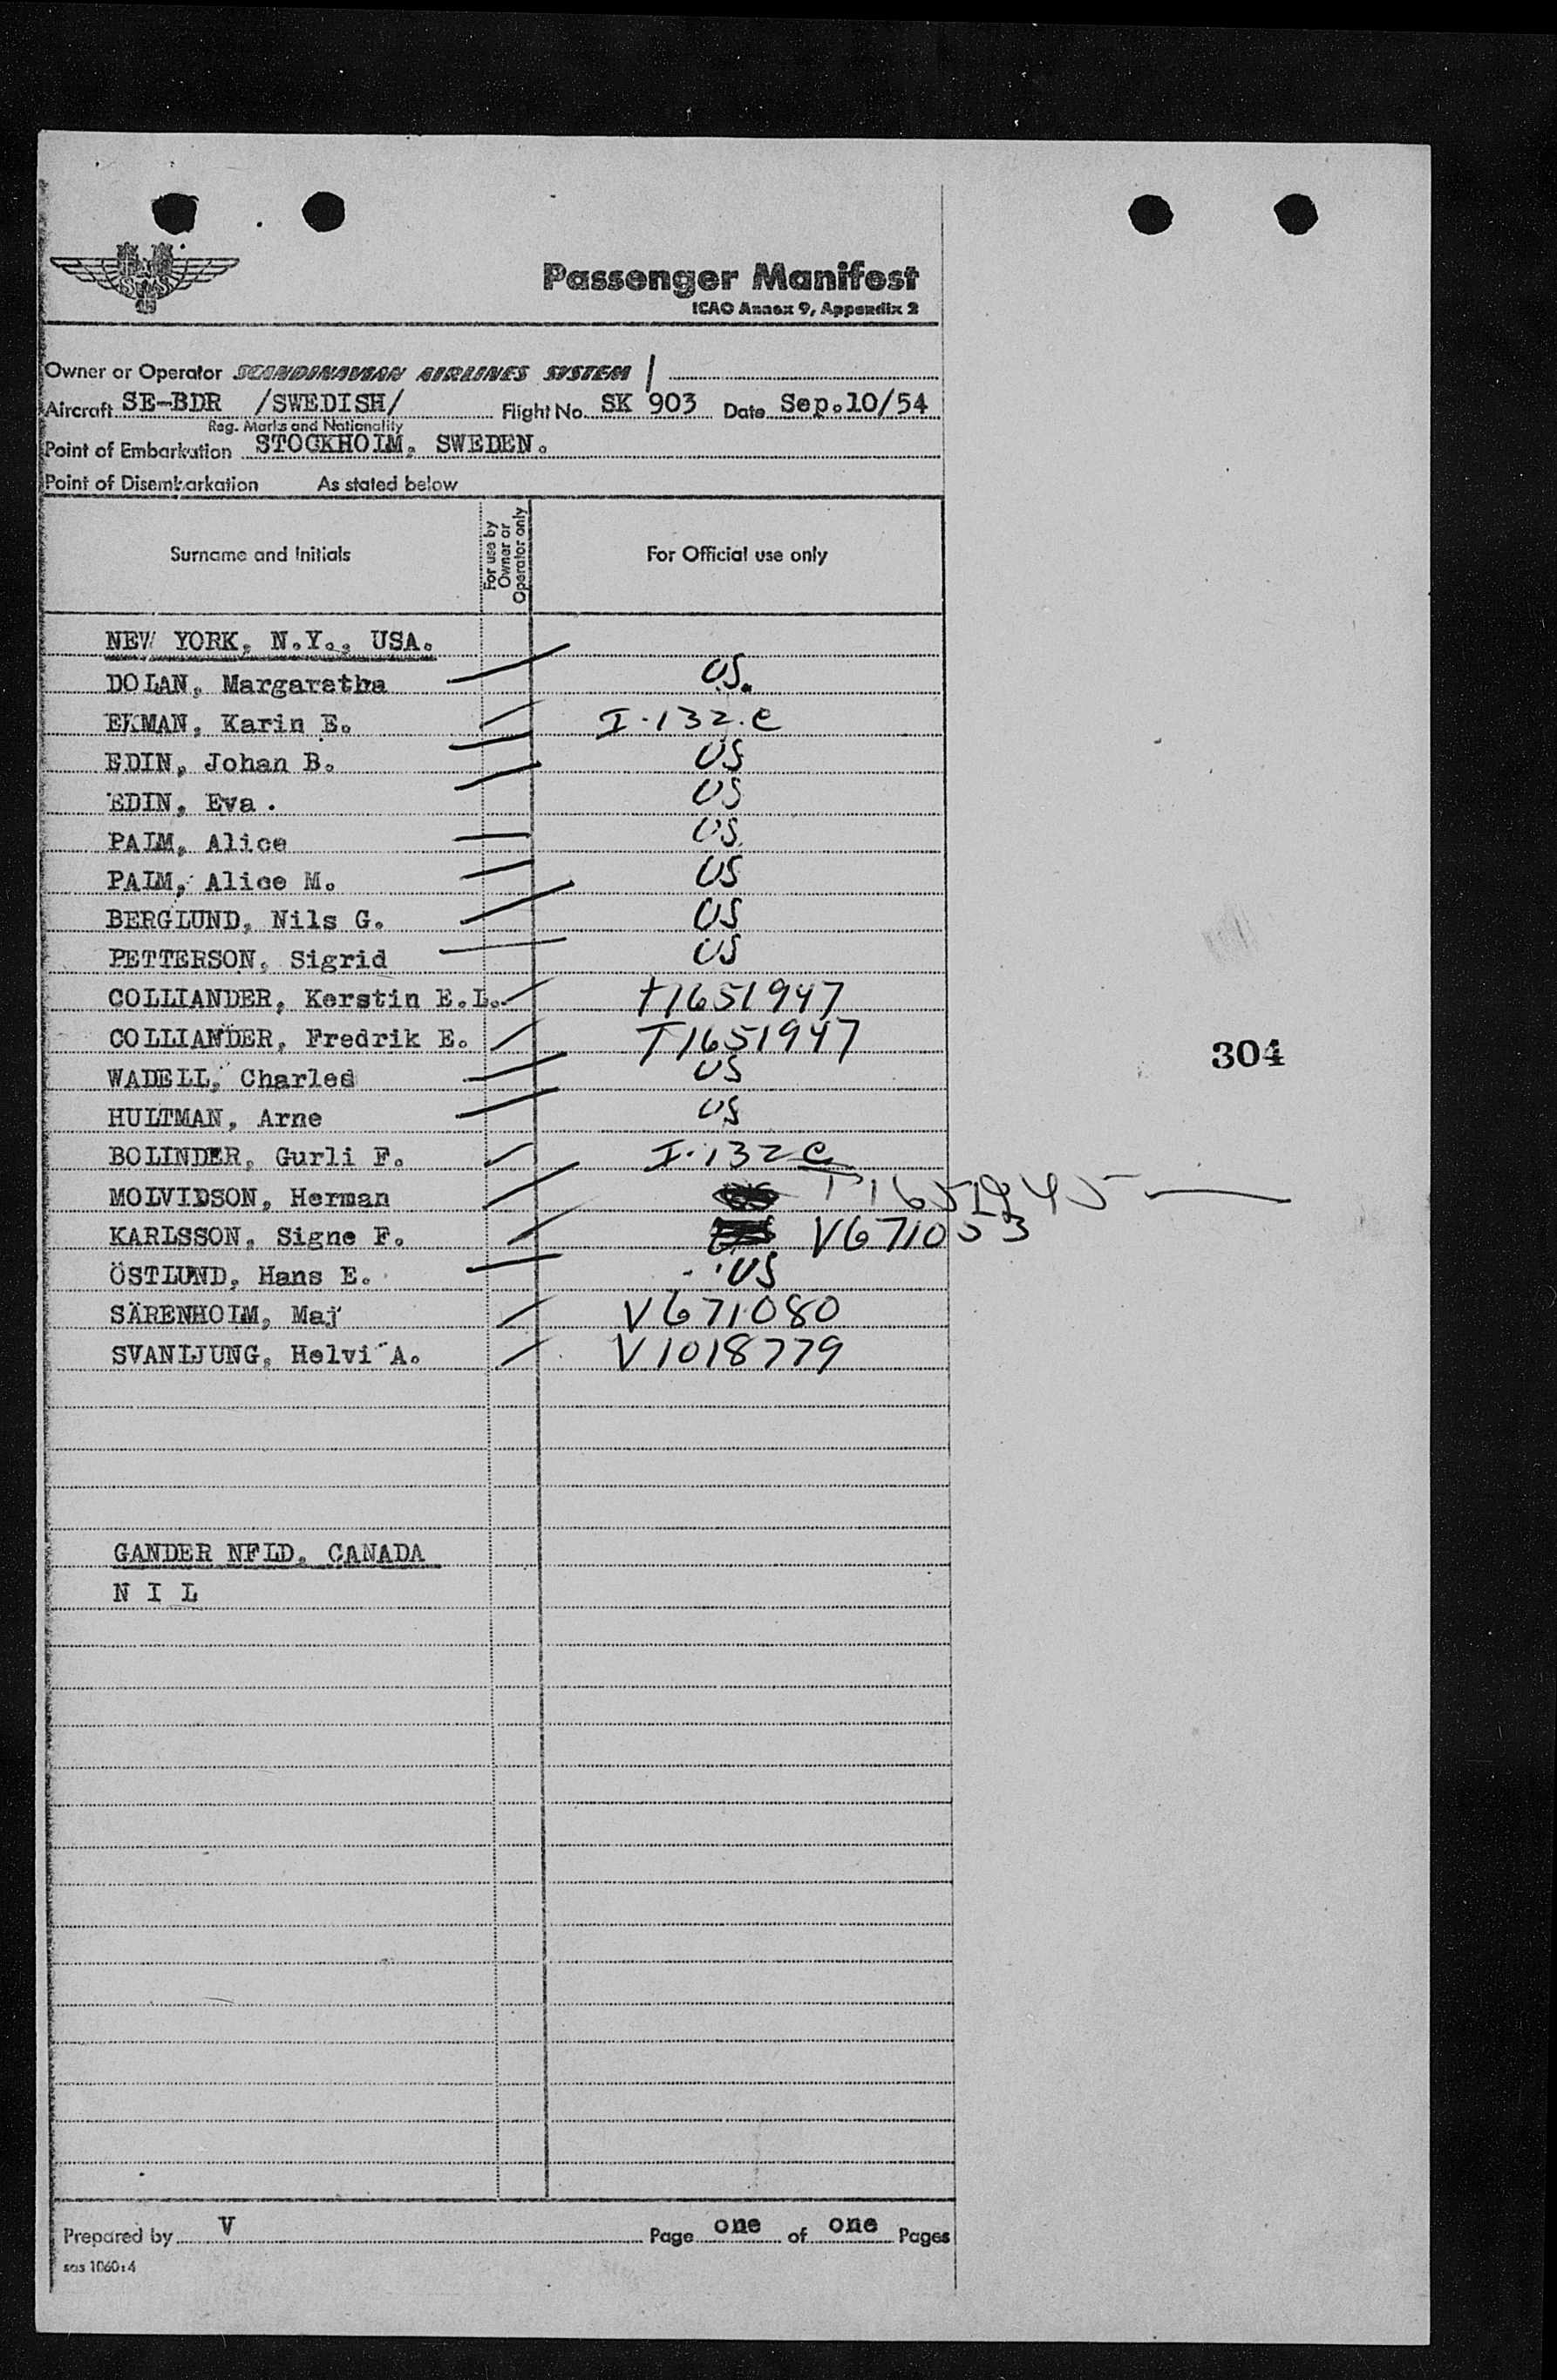 SAS
Passenger Manifest
ICAO Annex 9, Appendix 2
Owner or Operator SCANDINAVIAN AIRLINES SYSTEM
Aircraft SE-BDR /SWEDISH/ Flight No. SK 903 Date Sep.10/54
Reg. Marks and Nationality
Point of Embarkation STOCKHOLM, SWEDEN.
Point of Disembarkation As stated below
Surname and Initials For use by Owner or Operator only For Official use only
NEW YORK, N.Y., USA.
DOLAN, Margaretha US.
EKMAN, Karin E. I-132.C
EDIN, Johan B. US
EDIN, Eva. US
PALM, Alice US
PALM, Alice M. US
BERGLUND, Nils G. US
PETTERSON, Sigrid US
COLLIANDER, Kerstin E.L. T1651947
COLLIANDER, Fredrik E. T1651947
304
WADELL, Charles US
HULTMAN, Arne US
BOLINDER, Gurli F. I-132 C
MOLVIDSON, Herman T1651945
KARLSSON, Signe F. V671053
ÖSTLUND, Hans E. US
SÄRENHOLM, Maj V671080
SVANLJUNG, Helvi A. V1018779
GANDER NFLD, CANADA
N I L
Prepared by V Page one of one Pages
sas 1060:4